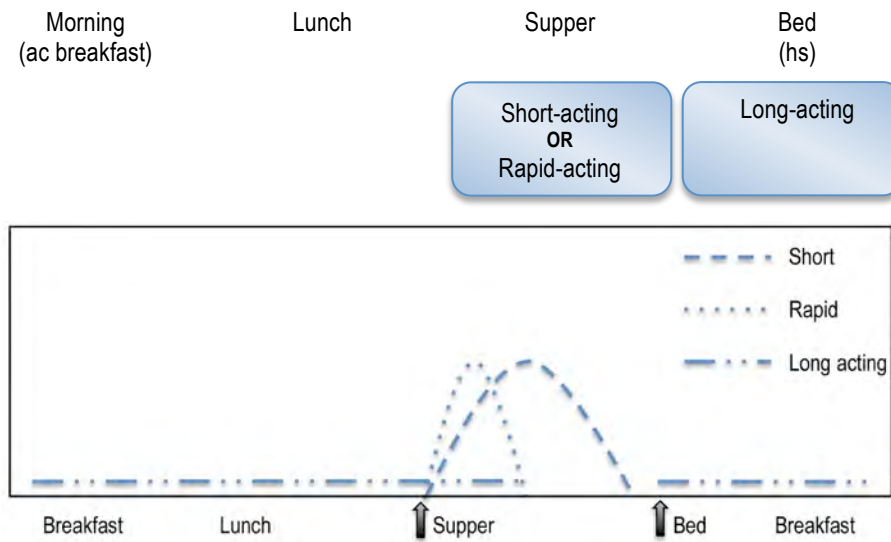 Morning
(ac breakfast)
Lunch
Supper
Bed
(hs)
Short-acting
OR
Rapid-acting
Long-acting
Short
Rapid
Long acting
Breakfast
Lunch
Supper
Bed
Breakfast